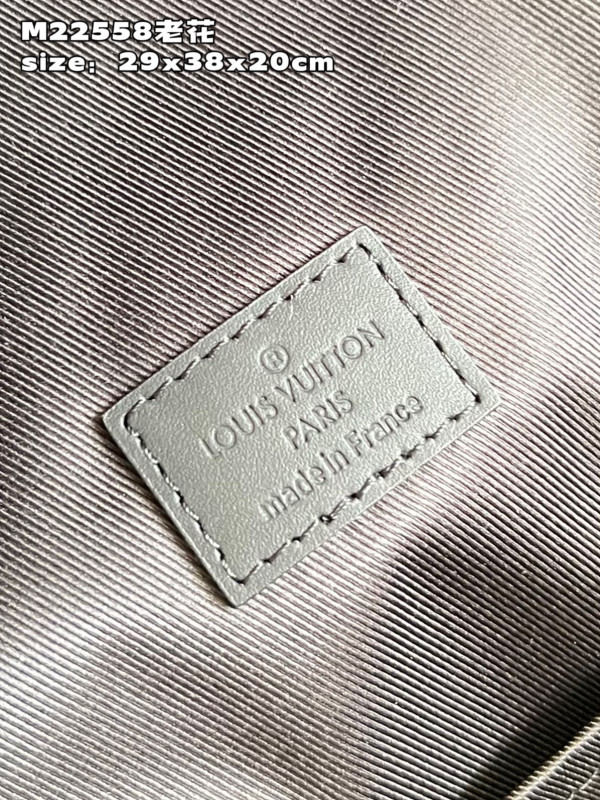 M22558老花
size：29x38x20cm
®
LOUIS VUITTON
PARIS
made in France